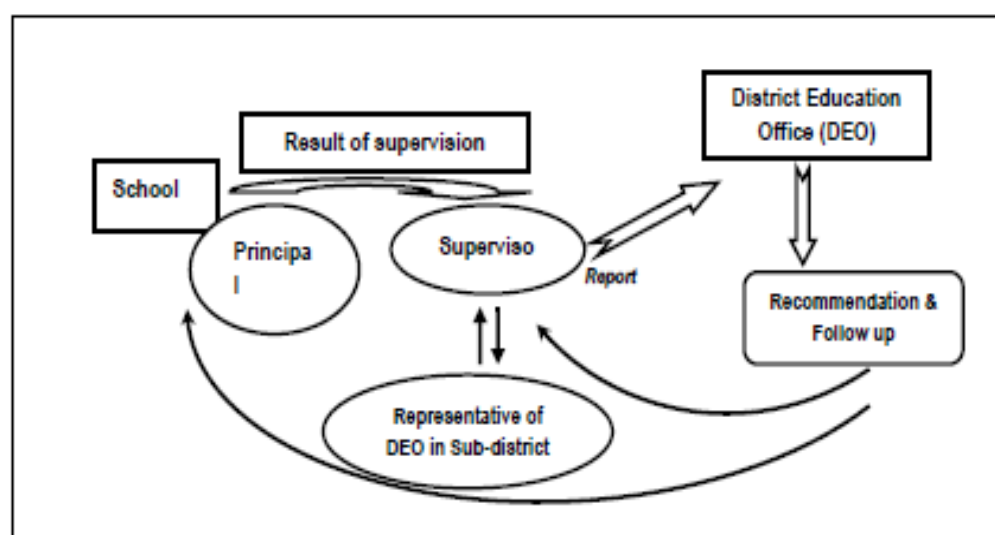 District Education
Office (DEO)
Result of supervision
School
Principa
l
Superviso
Report
Recommendation &
Follow up
Representative of
DEO in Sub-district